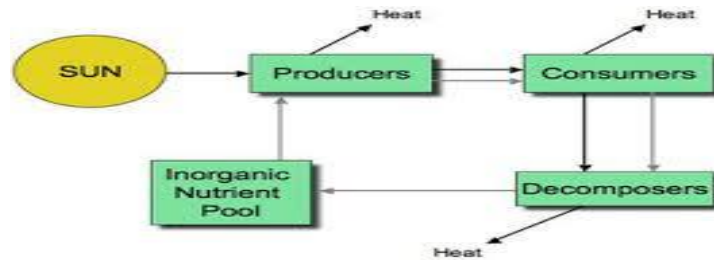 Heat
Heat
SUN
Producers
Consumers
Inorganic
Nutrient
Pool
Decomposers
Heat